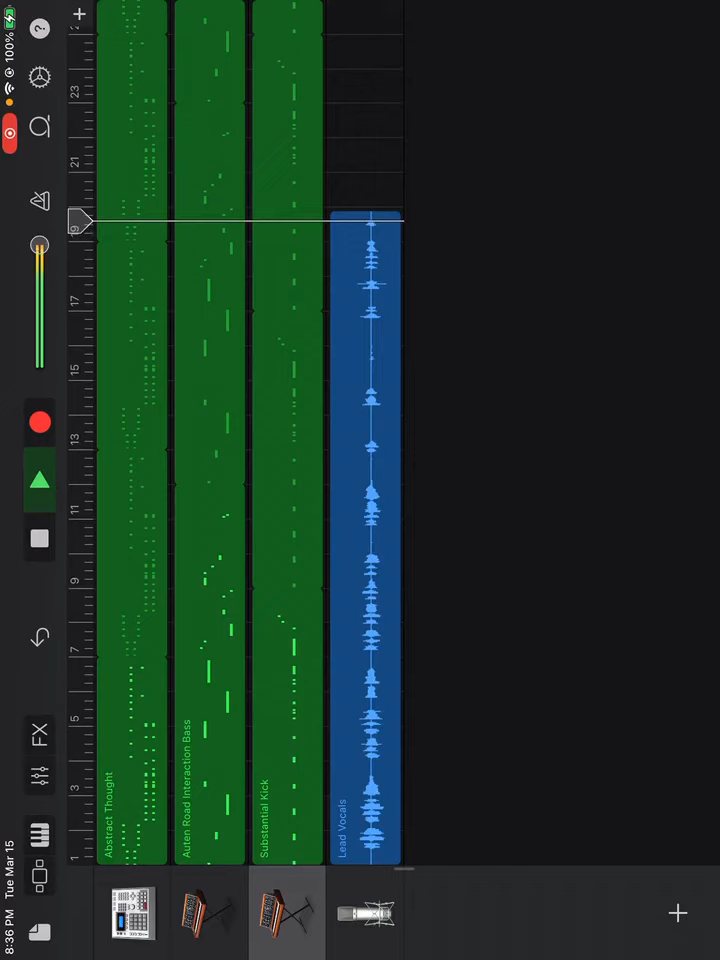 8:36 PM Tue Mar 15
100%
FX
?
1 3 5 7 9 11 13 15 17 19 21 23
Abstract Thought
Auten Road Interaction Bass
Substantial Kick
Lead Vocals